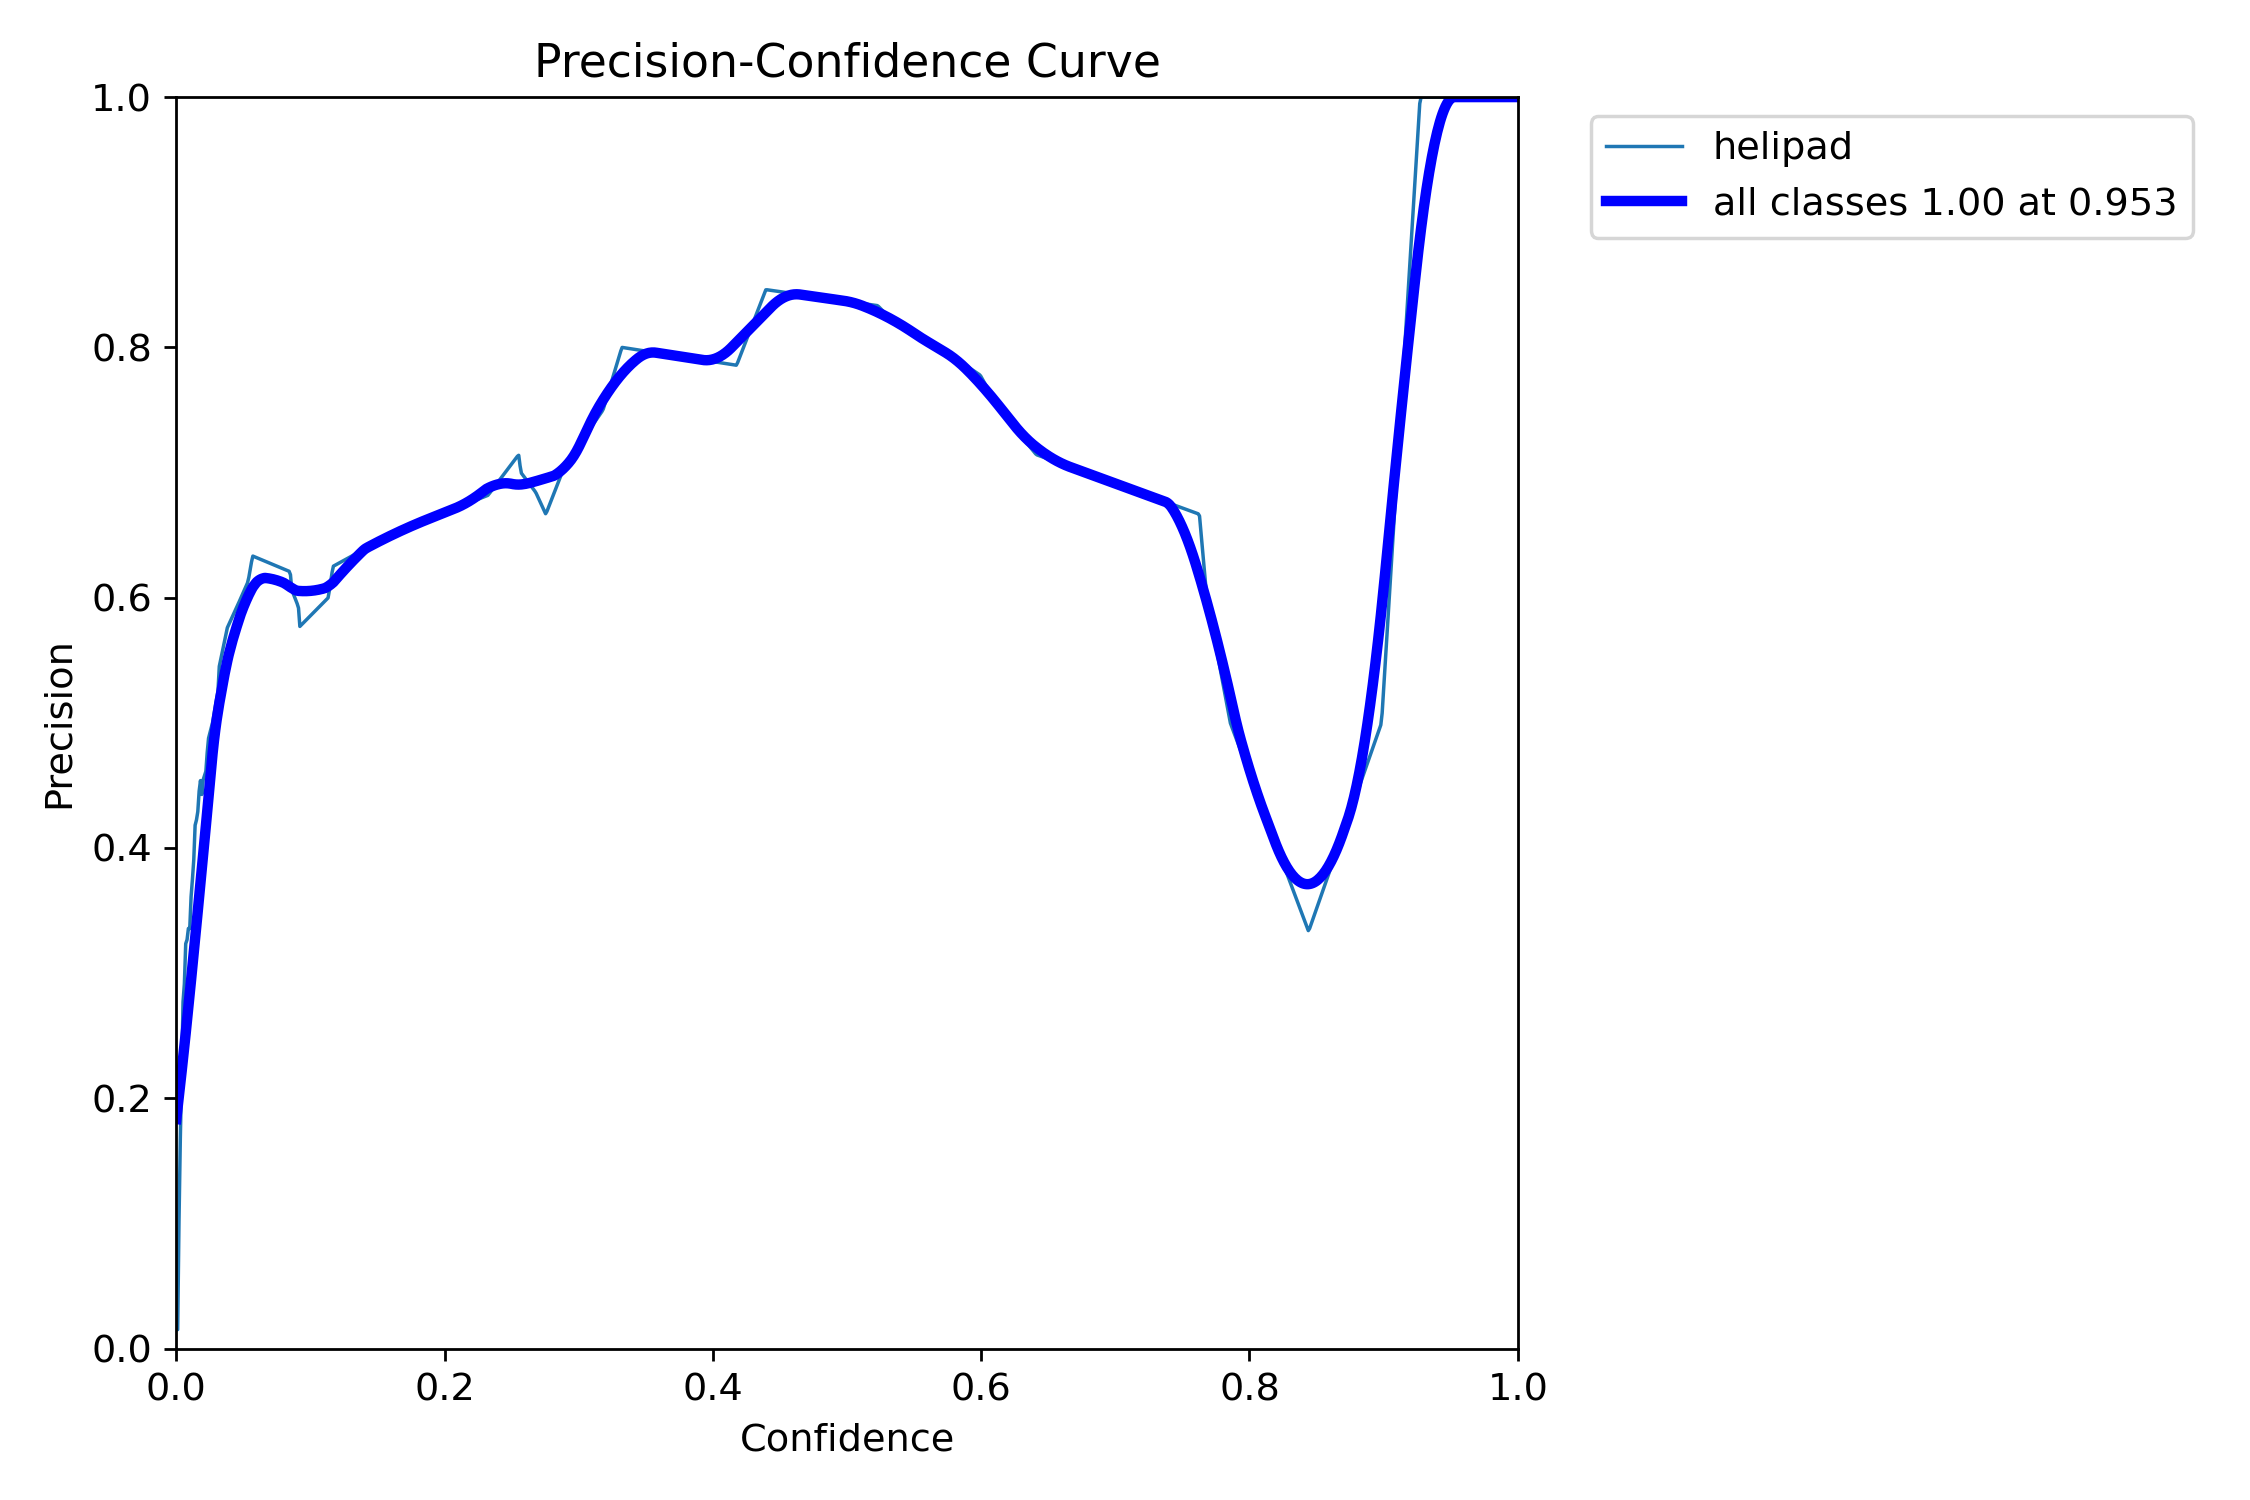 Precision-Confidence Curve
1.0
0.8
0.6
0.4
0.2
0.0
Precision
0.0 0.2 0.4 0.6 0.8 1.0
Confidence
helipad
all classes 1.00 at 0.953